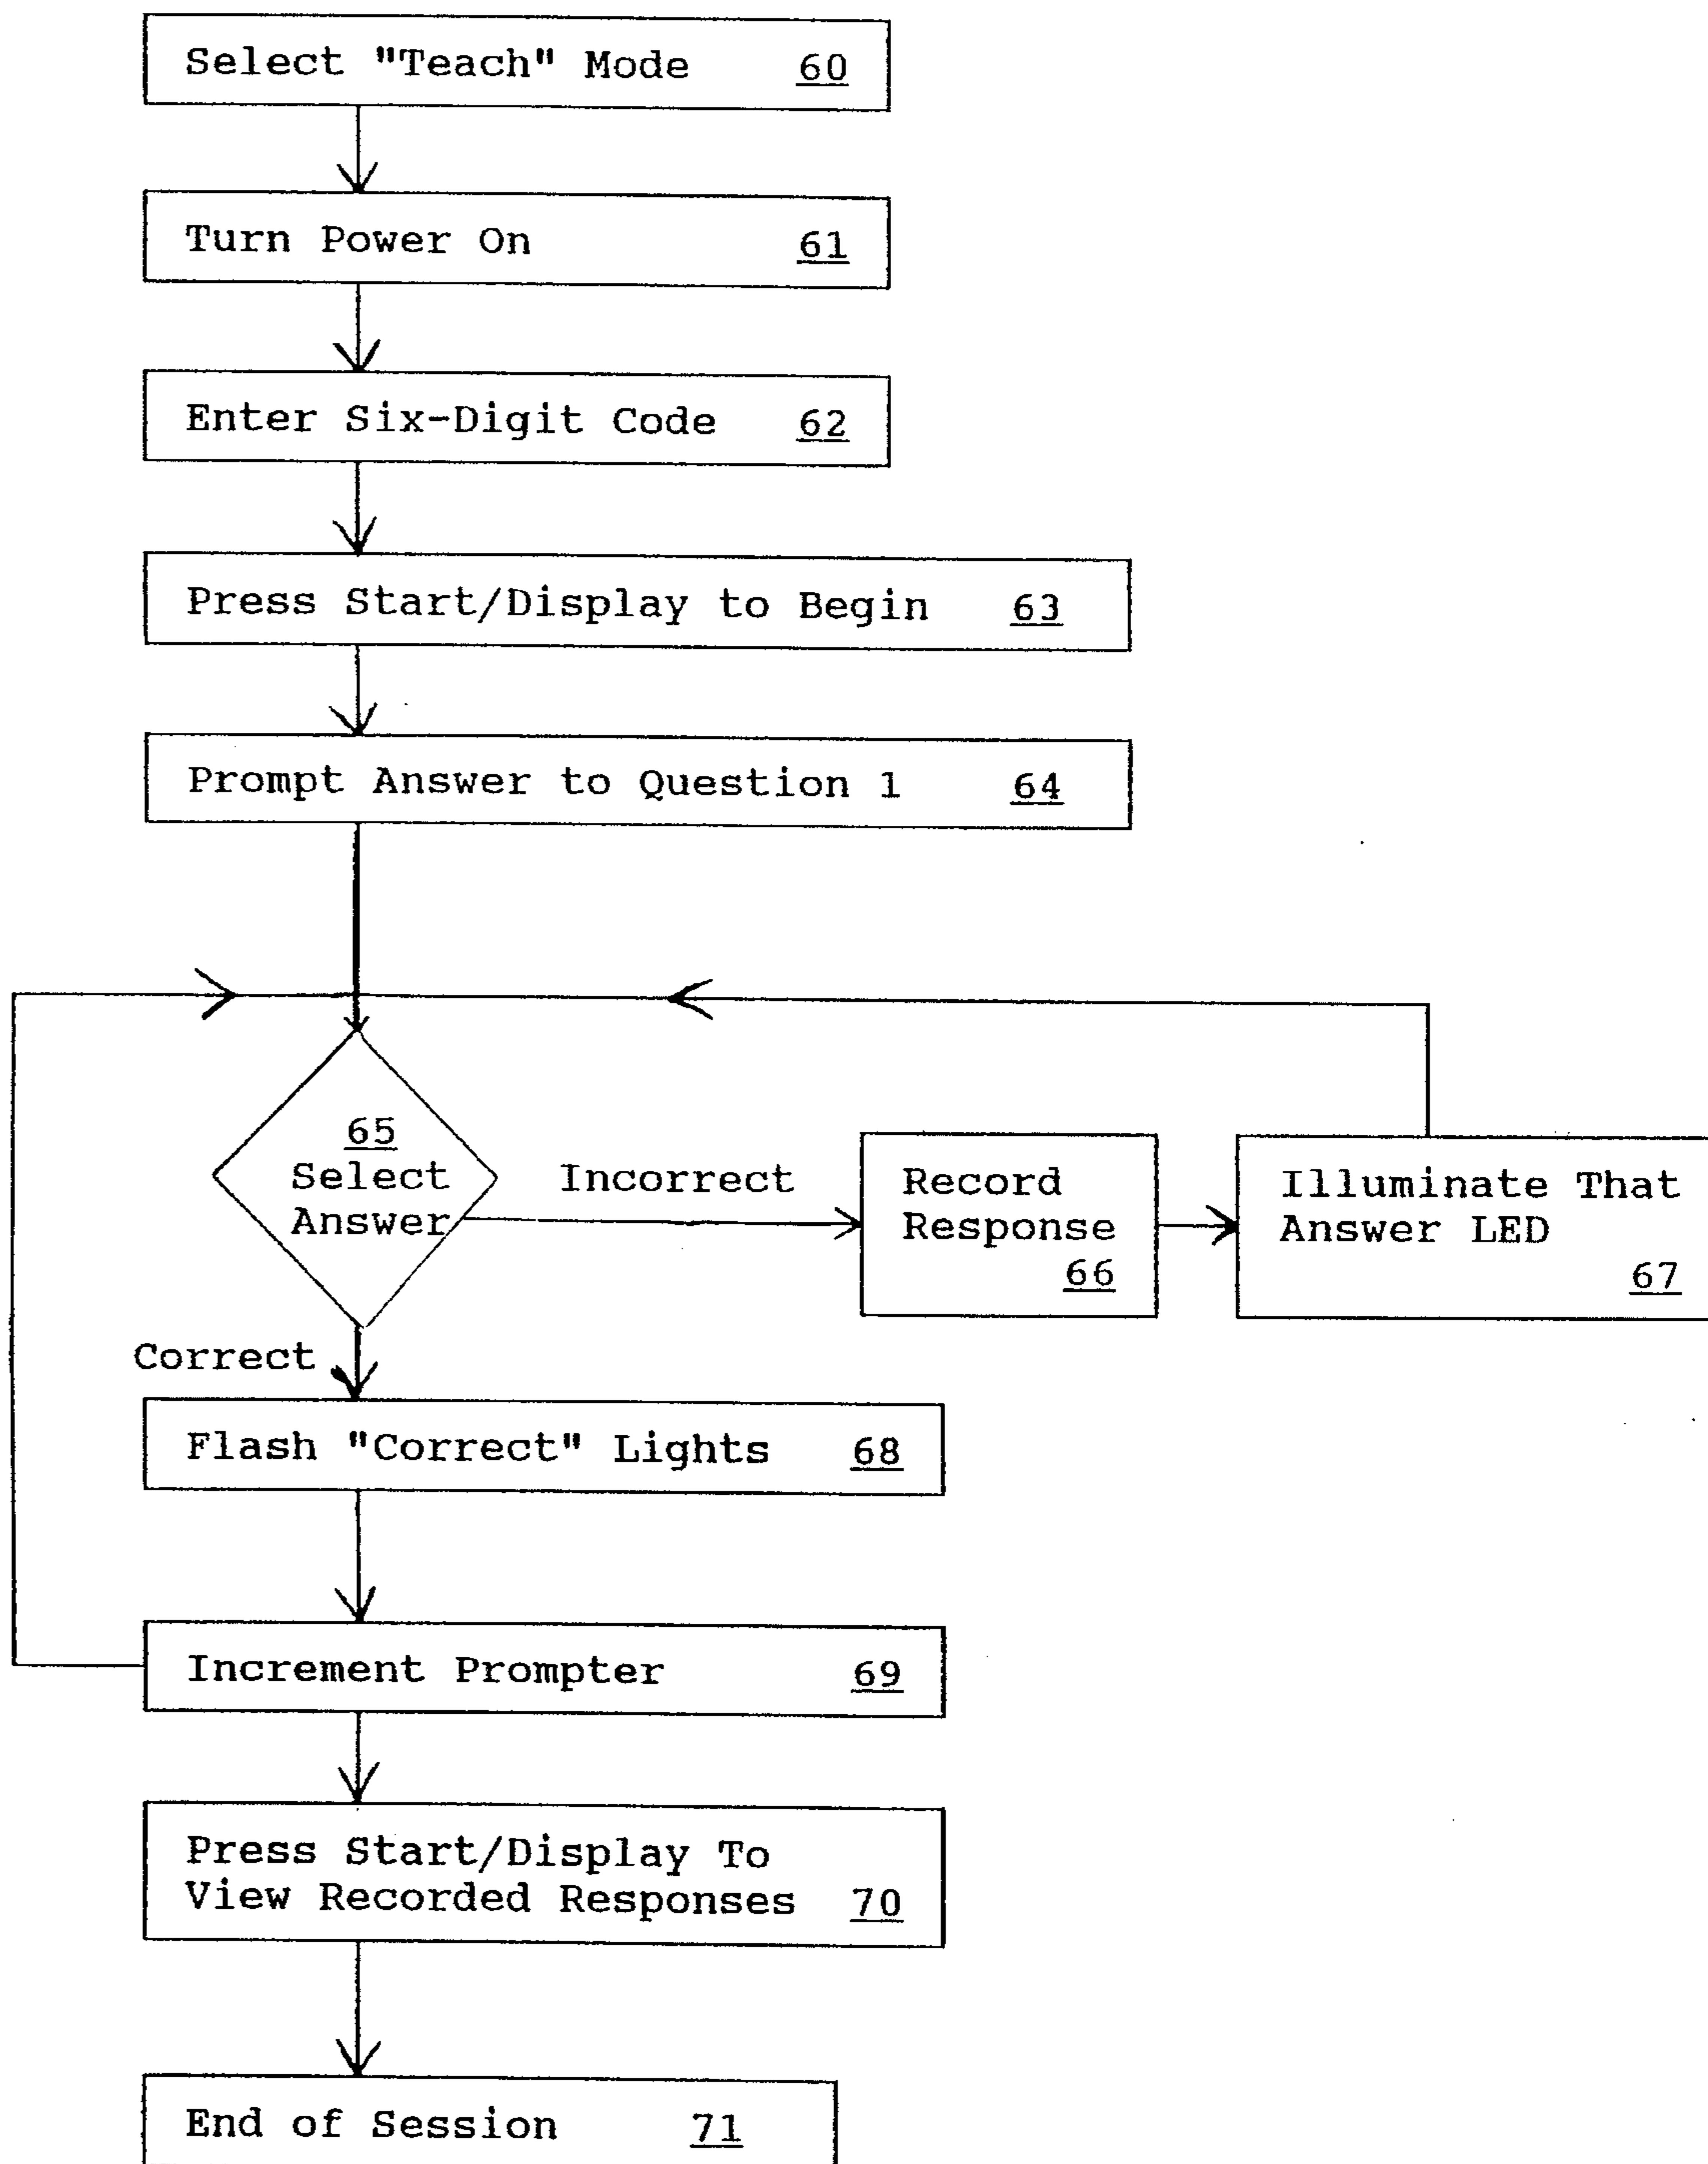 Select "Teach" Mode 60
Turn Power On 61
Enter Six-Digit Code 62
Press Start/Display to Begin 63
Prompt Answer to Question 1 64
65
Select
Answer
Incorrect
Record
Response
66
Illuminate That
Answer LED
67
Correct
Flash "Correct" Lights 68
Increment Prompter 69
Press Start/Display To
View Recorded Responses 70
End of Session 71